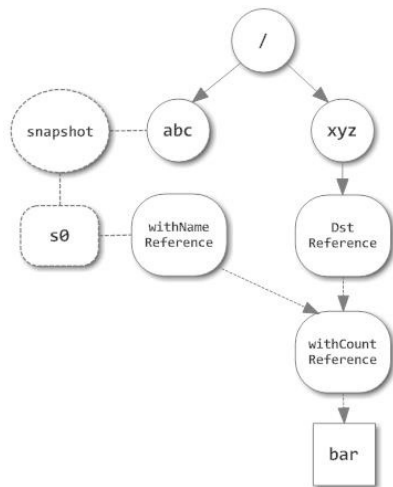 /
snapshot
abc
xyz
s0
withName
Reference
Dst
Reference
withCount
Reference
bar